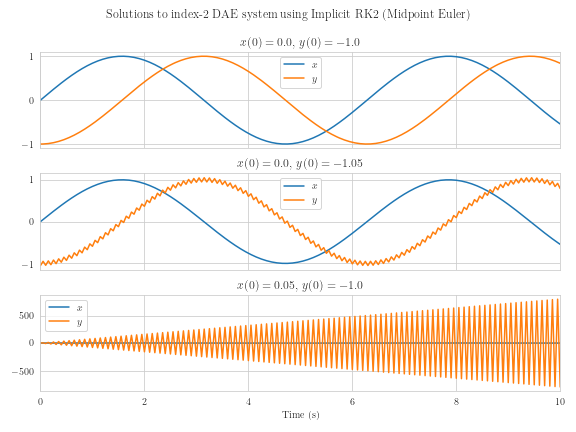 Solutions to index-2 DAE system using Implicit RK2 (Midpoint Euler)
x(0) = 0.0, y(0) = −1.0
1
0
−1
x
y
x(0) = 0.0, y(0) = −1.05
1
0
−1
x
y
x(0) = 0.05, y(0) = −1.0
500
0
−500
x
y
0 2 4 6 8 10
Time (s)